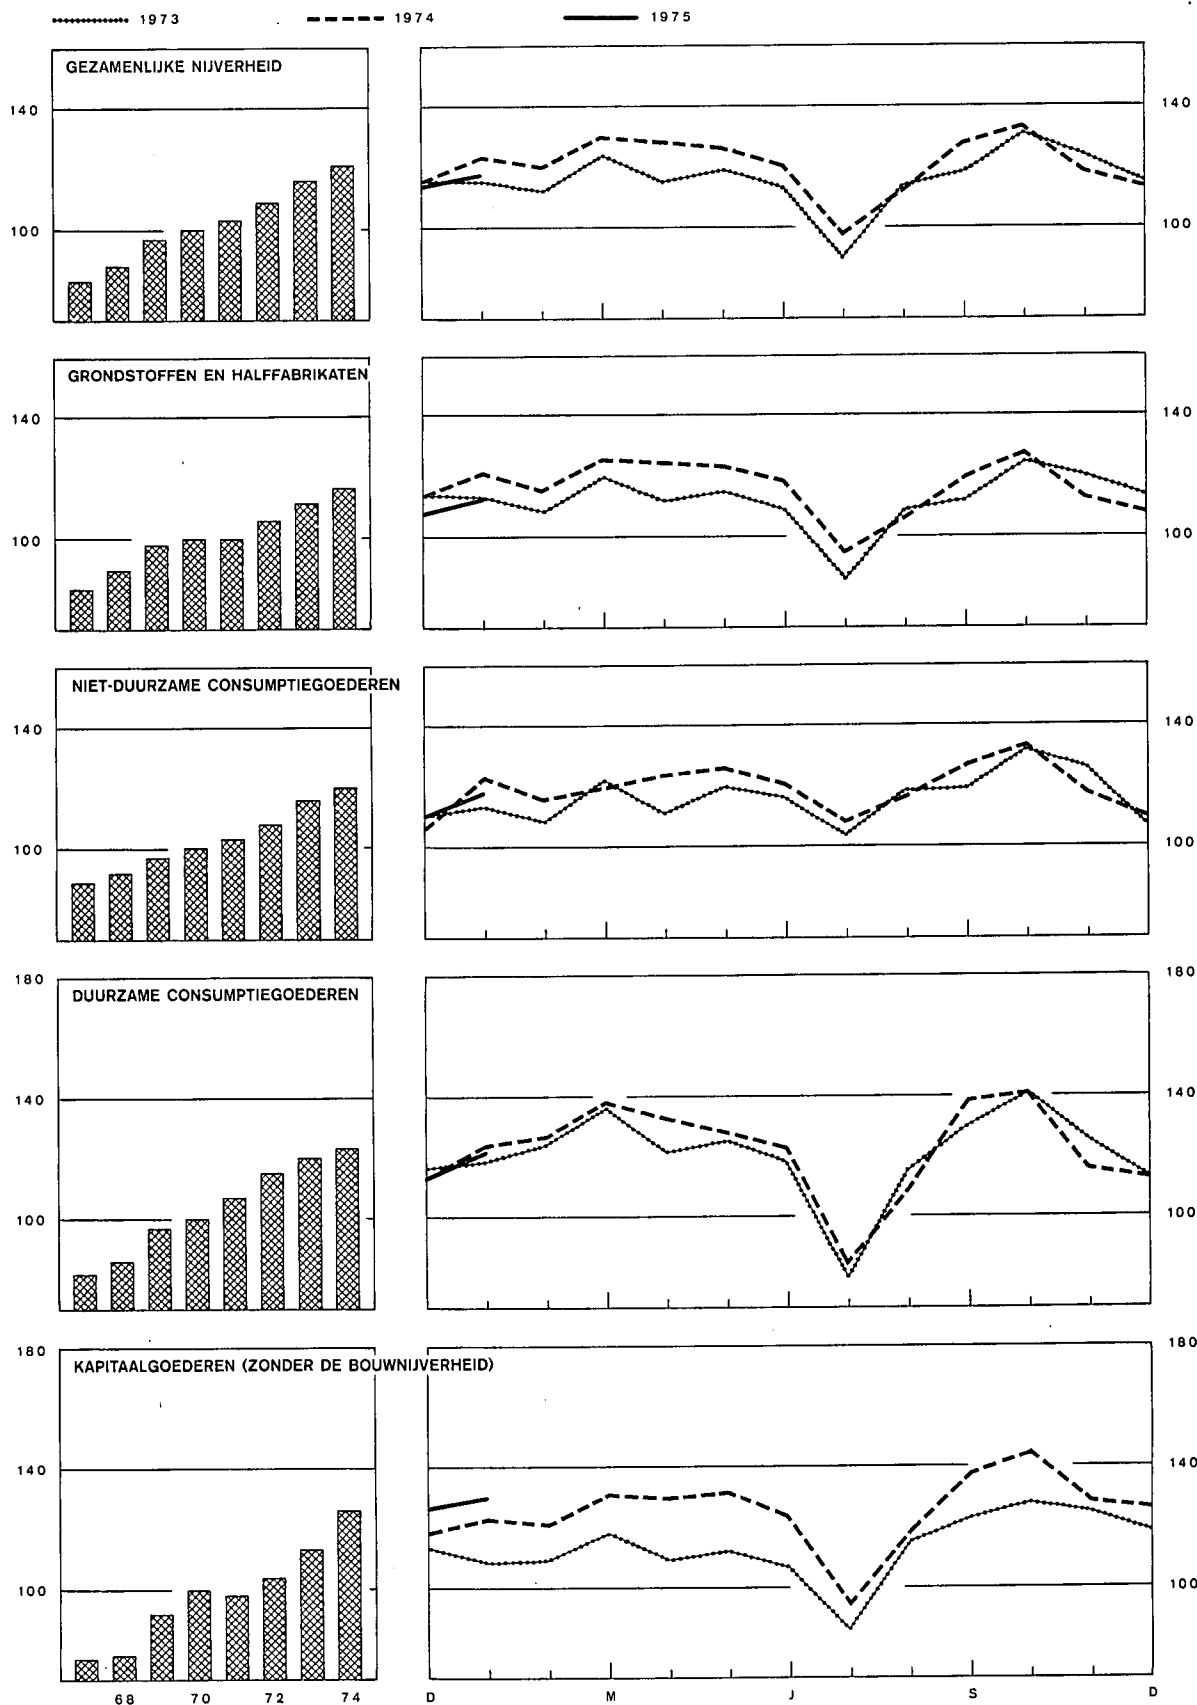 1973 1974 1975
GEZAMENLIJKE NIJVERHEID
140 140
100 100
GRONDSTOFFEN EN HALFFABRIKATEN
140 140
100 100
NIET-DUURZAME CONSUMPTIEGOEDEREN
140 140
100 100
180 180
DUURZAME CONSUMPTIEGOEDEREN
140 140
100 100
180 180
KAPITAALGOEDEREN (ZONDER DE BOUWNIJVERHEID)
140 140
100 100
68 70 72 74 D M J S D